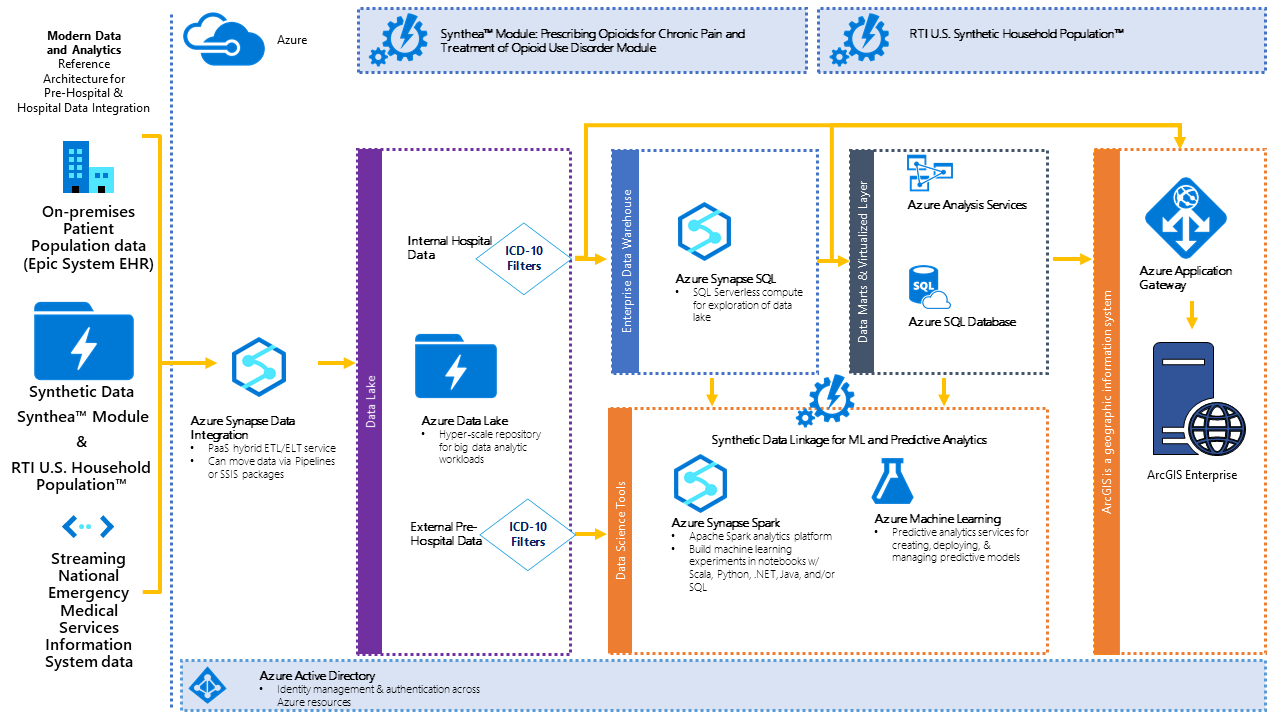 Modern Data
and Analytics
Reference
Architecture for
Pre-Hospital &
Hospital Data Integration
Azure
Synthea™ Module: Prescribing Opioids for Chronic Pain and
Treatment of Opioid Use Disorder Module
RTI U.S. Synthetic Household Population™
On-premises
Patient
Population data
(Epic System EHR)
Synthetic Data
Synthea™ Module
&
RTI U.S. Household
Population™
Streaming
National
Emergency
Medical
Services
Information
System data
Azure Synapse Data
Integration
• PaaS hybrid ETL/ELT service
• Can move data via Pipelines
or SSIS packages
Data Lake
Internal Hospital
Data
ICD-10
Filters
Azure Data Lake
• Hyper-scale repository
for big data analytic
workloads
External Pre-
Hospital Data
ICD-10
Filters
Enterprise Data Warehouse
Azure Synapse SQL
• SQL Serverless compute
for exploration of data
lake
Data Marts & Virtualized Layer
Azure Analysis Services
SQL
Azure SQL Database
Data Science Tools
Synthetic Data Linkage for ML and Predictive Analytics
Azure Synapse Spark
• Apache Spark analytics platform
• Build machine learning
experiments in notebooks w/
Scala, Python, .NET, Java, and/or
SQL
Azure Machine Learning
• Predictive analytics services for
creating, deploying, &
managing predictive models
ArcGIS is a geographic information system
Azure Application
Gateway
ArcGIS Enterprise
Azure Active Directory
• Identity management & authentication across
Azure resources